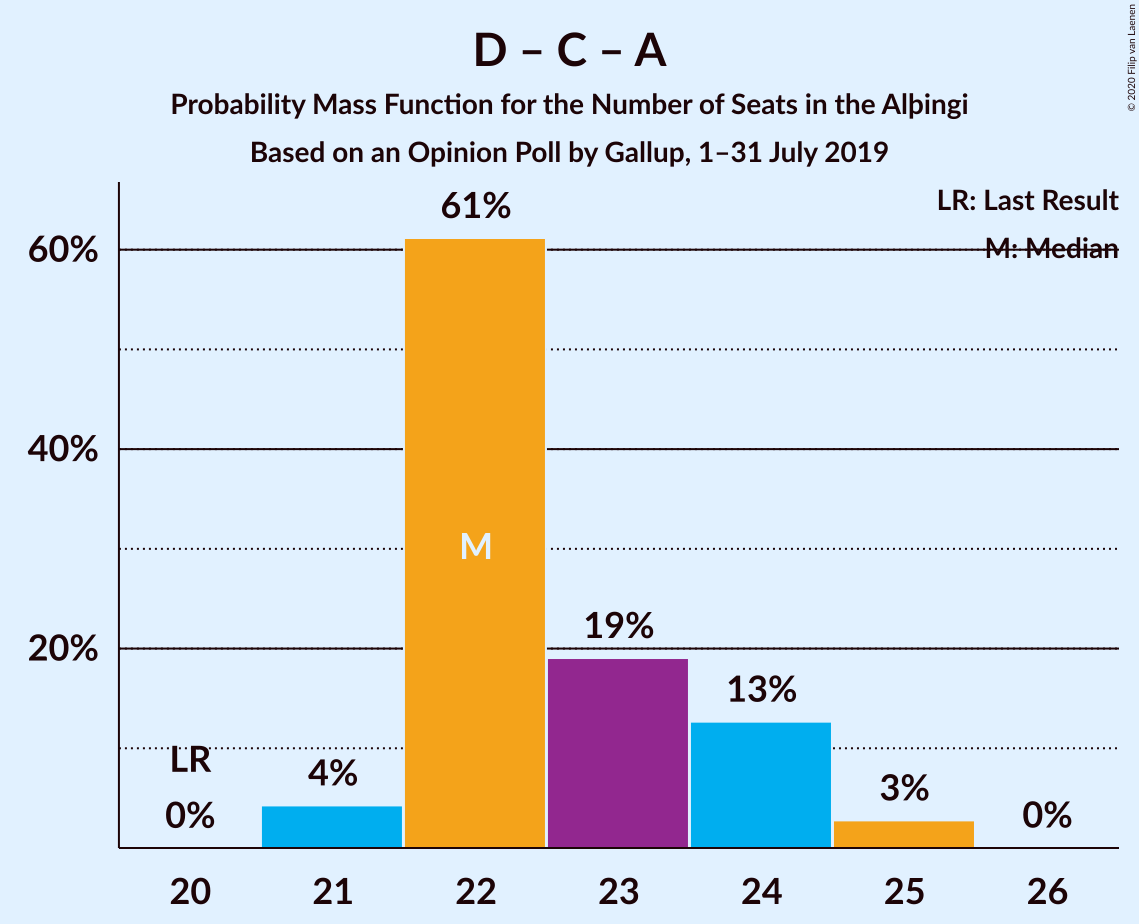 D – C – A
Probability Mass Function for the Number of Seats in the Alþingi
Based on an Opinion Poll by Gallup, 1–31 July 2019
© 2020 Filip van Laenen
LR: Last Result
M: Median
60%
40%
20%
61%
M
19%
13%
LR
0%
4%
3%
0%
20 21 22 23 24 25 26